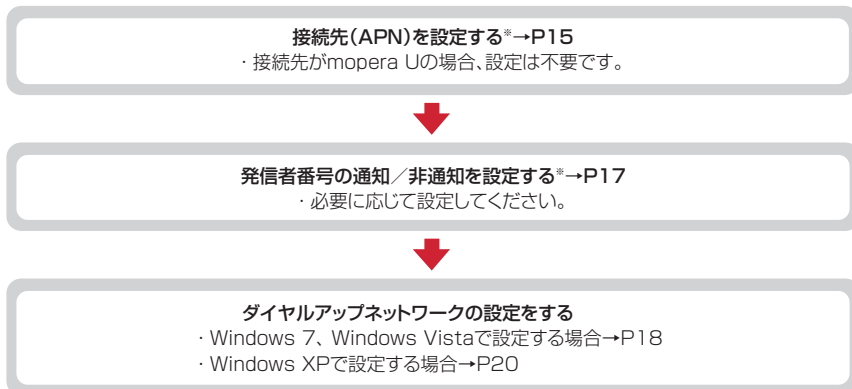 接続先(APN)を設定する※→P15
・接続先がmopera Uの場合、設定は不要です。
発信者番号の通知／非通知を設定する※→P17
・必要に応じて設定してください。
ダイヤルアップネットワークの設定をする
・Windows 7、Windows Vistaで設定する場合→P18
・Windows XPで設定する場合→P20